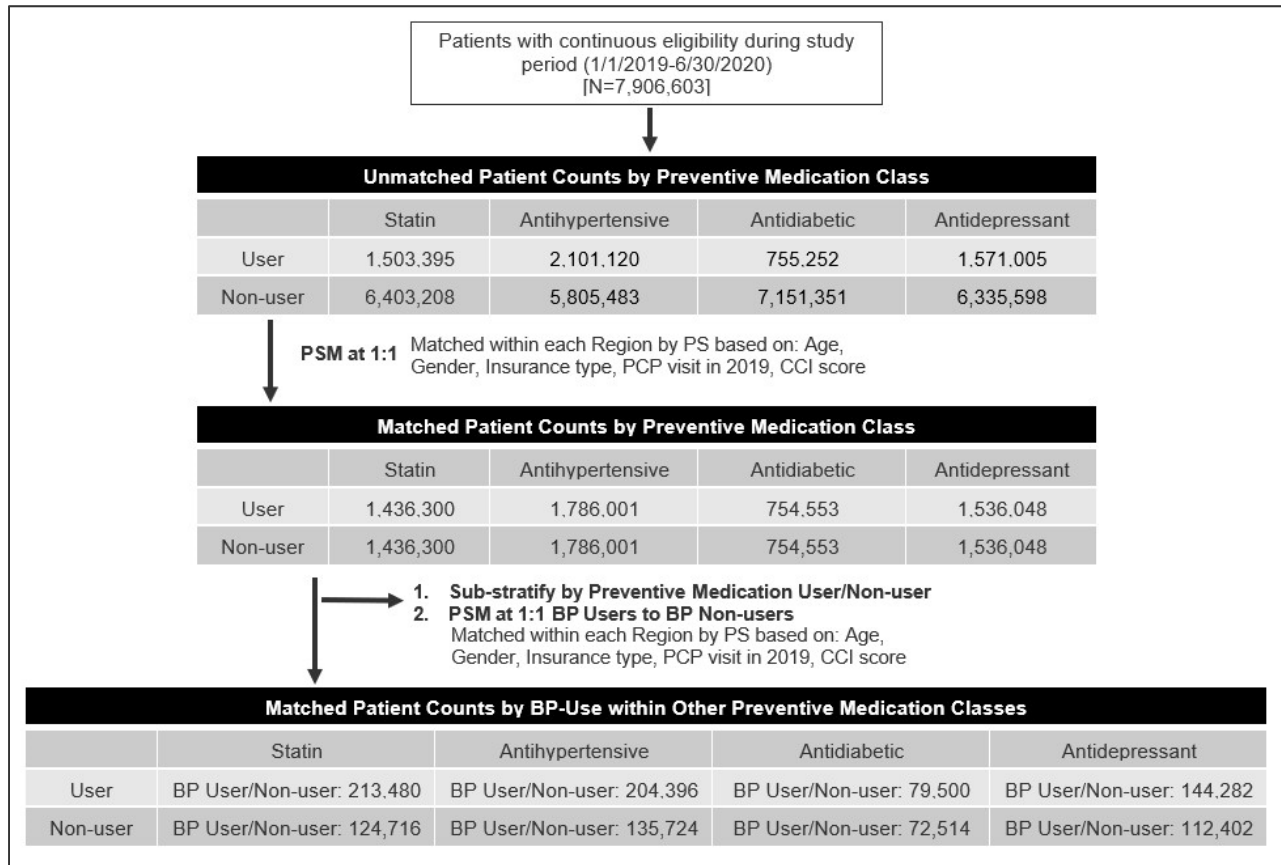 Patients with continuous eligibility during study
period (1/1/2019-6/30/2020)
[N=7,906,603]
Unmatched Patient Counts by Preventive Medication Class
Statin Antihypertensive Antidiabetic Antidepressant
User 1,503,395 2,101,120 755,252 1,571,005
Non-user 6,403,208 5,805,483 7,151,351 6,335,598
PSM at 1:1 Matched within each Region by PS based on: Age,
Gender, Insurance type, PCP visit in 2019, CCI score
Matched Patient Counts by Preventive Medication Class
Statin Antihypertensive Antidiabetic Antidepressant
User 1,436,300 1,786,001 754,553 1,536,048
Non-user 1,436,300 1,786,001 754,553 1,536,048
1. Sub-stratify by Preventive Medication User/Non-user
2. PSM at 1:1 BP Users to BP Non-users
Matched within each Region by PS based on: Age,
Gender, Insurance type, PCP visit in 2019, CCI score
Matched Patient Counts by BP-Use within Other Preventive Medication Classes
Statin Antihypertensive Antidiabetic Antidepressant
User BP User/Non-user: 213,480 BP User/Non-user: 204,396 BP User/Non-user: 79,500 BP User/Non-user: 144,282
Non-user BP User/Non-user: 124,716 BP User/Non-user: 135,724 BP User/Non-user: 72,514 BP User/Non-user: 112,402